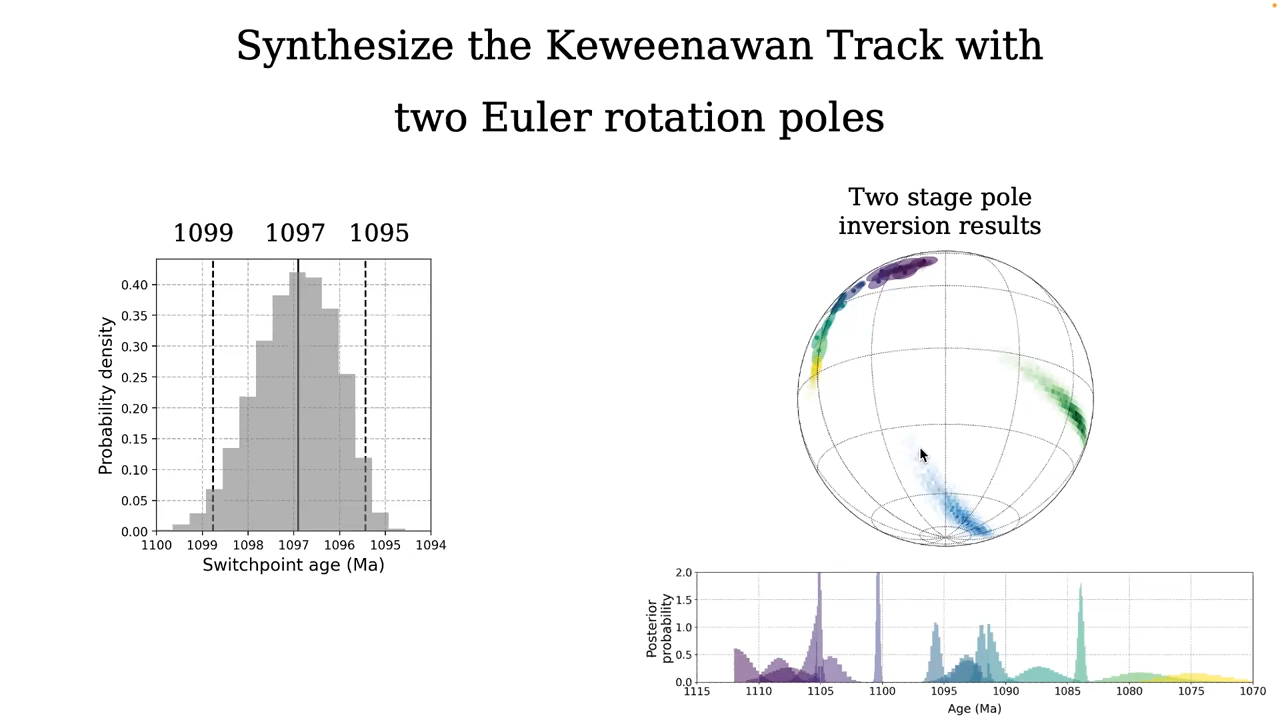 Synthesize the Keweenawan Track with
two Euler rotation poles
1099 1097 1095
0.40
0.35
0.30
0.25
0.20
0.15
0.10
0.05
0.00
Probability density
1100 1099 1098 1097 1096 1095 1094
Switchpoint age (Ma)
Two stage pole
inversion results
2.0
1.5
1.0
0.5
0.0
Posterior
probability
1115 1110 1105 1100 1095 1090 1085 1080 1075 1070
Age (Ma)